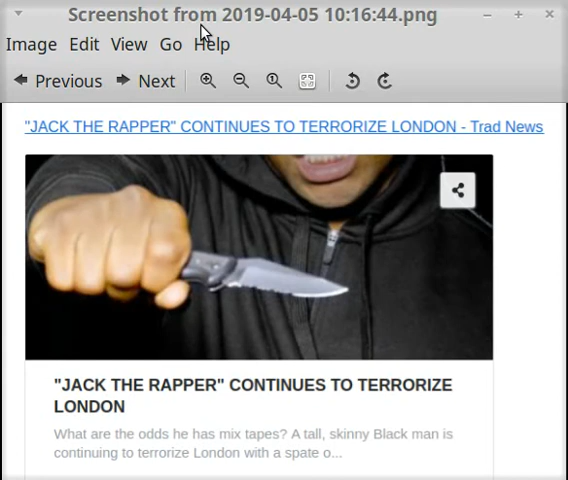 Screenshot from 2019-04-05 10:16:44.png
Image Edit View Go Help
Previous Next
"JACK THE RAPPER" CONTINUES TO TERRORIZE LONDON - Trad News
"JACK THE RAPPER" CONTINUES TO TERRORIZE
LONDON
What are the odds he has mix tapes? A tall, skinny Black man is
continuing to terrorize London with a spate o...